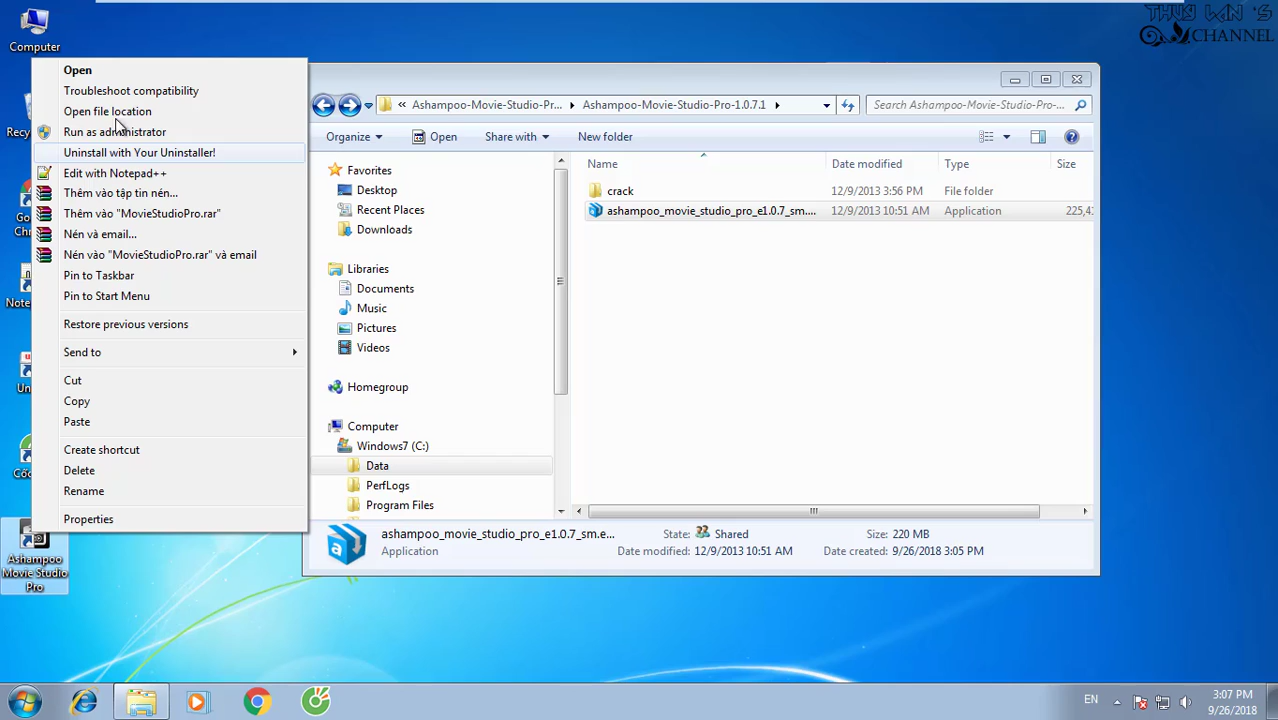 THUY WIN 'S
CHANNEL
Computer
Open
Troubleshoot compatibility
Open file location
Run as administrator
Uninstall with Your Uninstaller!
Edit with Notepad++
Thêm vào tập tin nén...
Thêm vào "MovieStudioPro.rar"
Nén và email...
Nén vào "MovieStudioPro.rar" và email
Pin to Taskbar
Pin to Start Menu
Restore previous versions
Send to
Cut
Copy
Paste
Create shortcut
Delete
Rename
Properties
Ashampoo
Movie Studio
Pro
« Ashampoo-Movie-Studio-Pr... Ashampoo-Movie-Studio-Pro-1.0.7.1
Search Ashampoo-Movie-Studio-Pro-...
Organize Open Share with New folder
Favorites
Desktop
Recent Places
Downloads
Libraries
Documents
Music
Pictures
Videos
Homegroup
Computer
Windows7 (C:)
Data
PerfLogs
Program Files
Name Date modified Type Size
crack 12/9/2013 3:56 PM File folder
ashampoo_movie_studio_pro_e1.0.7_sm.... 12/9/2013 10:51 AM Application 225,4
ashampoo_movie_studio_pro_e1.0.7_sm.e... State: Shared Size: 220 MB
Application Date modified: 12/9/2013 10:51 AM Date created: 9/26/2018 3:05 PM
EN
3:07 PM
9/26/2018